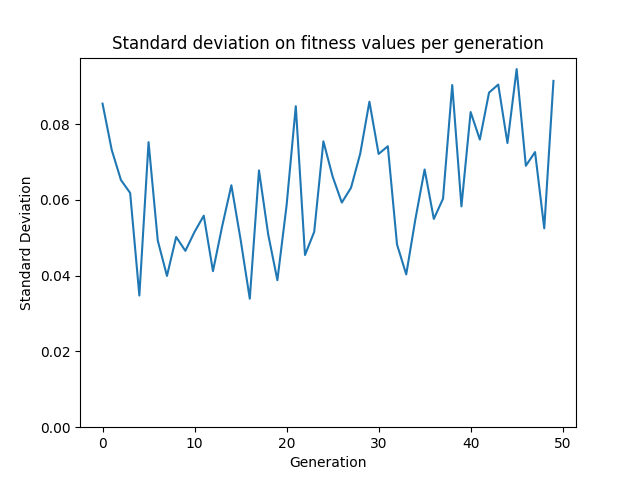 Standard deviation on fitness values per generation
Standard Deviation
0.08
0.06
0.04
0.02
0.00
0 10 20 30 40 50
Generation